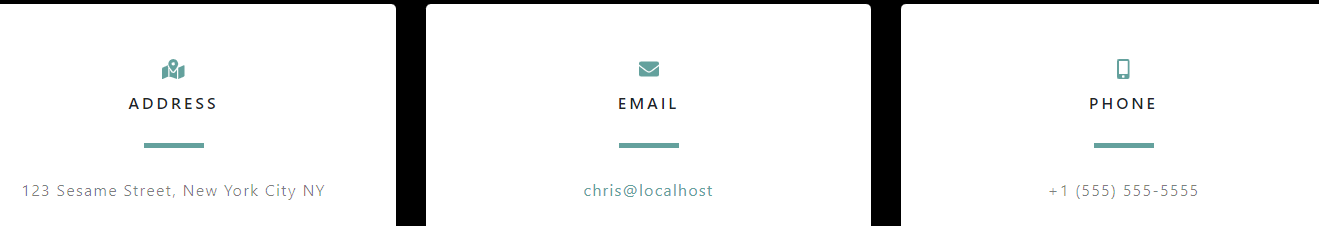 ADDRESS
123 Sesame Street, New York City NY
EMAIL
chris@localhost
PHONE
+1 (555) 555-5555